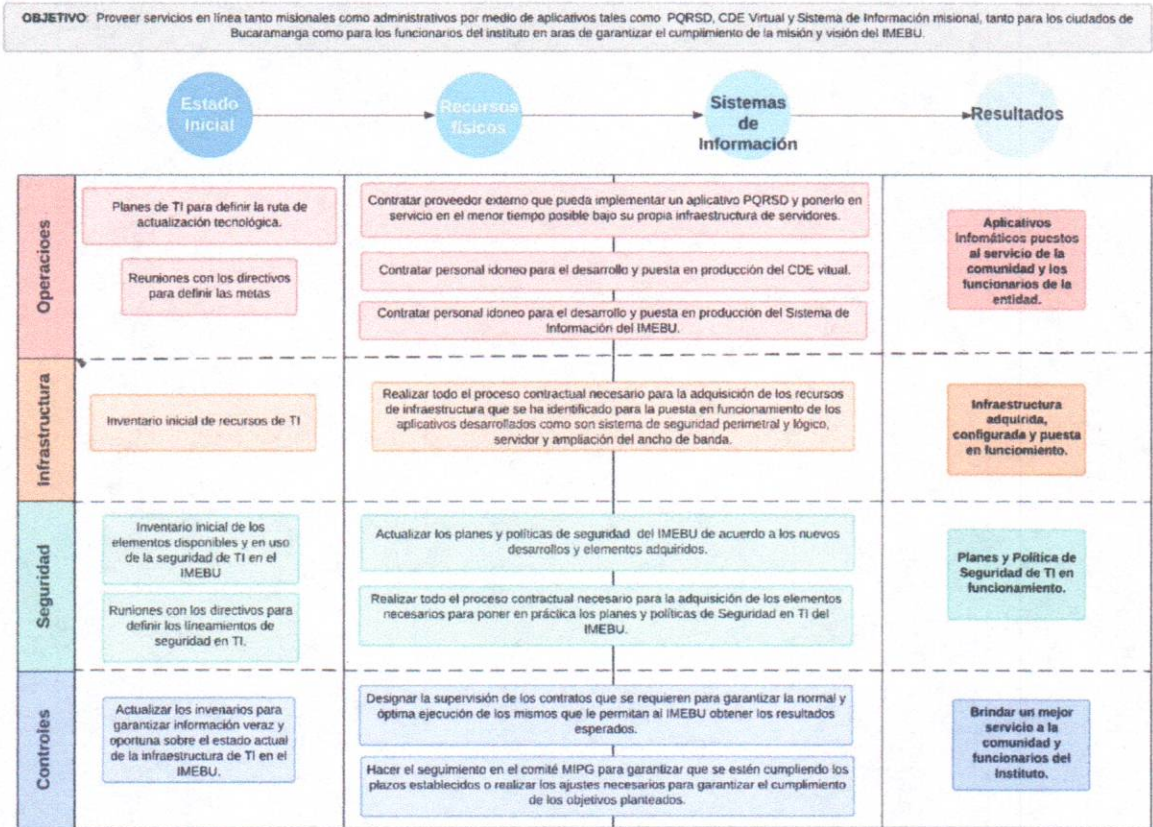 OBJETIVO: Proveer servicios en línea tanto misionales como administrativos por medio de aplicativos tales como PQRSD, CDE Virtual y Sistema de Información misional, tanto para los ciudados de
Bucaramanga como para los funcionarios del instituto en aras de garantizar el cumplimiento de la misión y visión del IMEBU.
Estado
Inicial
Recursos
físicos
Sistemas
de
Información
Resultados
Operacioes
Planes de TI para definir la ruta de
actualización tecnológica.
Reuniones con los directivos
para definir las metas
Contratar proveedor externo que pueda implementar un aplicativo PQRSD y ponerlo en
servicio en el menor tiempo posible bajo su propia infraestructura de servidores.
Contratar personal idoneo para el desarrollo y puesta en producción del CDE vitual.
Contratar personal idoneo para el desarrollo y puesta en producción del Sistema de
Información del IMEBU.
Aplicativos
infomáticos puestos
al servicio de la
comunidad y los
funcionarios de la
entidad.
Infrastructura
Inventario inicial de recursos de TI
Realizar todo el proceso contractual necesario para la adquisición de los recursos
de infraestructura que se ha identificado para la puesta en funcionamiento de los
aplicativos desarrollados como son sistema de seguridad perimetral y lógico,
servidor y ampliación del ancho de banda.
Infraestructura
adquirida,
configurada y puesta
en funciomiento.
Seguridad
Inventario inicial de los
elementos disponibles y en uso
de la seguridad de TI en el
IMEBU
Runiones con los directivos para
definir los lineamientos de
seguridad en TI.
Actualizar los planes y políticas de seguridad del IMEBU de acuerdo a los nuevos
desarrollos y elementos adquiridos.
Realizar todo el proceso contractual necesario para la adquisición de los elementos
necesarios para poner en práctica los planes y políticas de Seguridad en TI del
IMEBU.
Planes y Política de
Seguridad de TI en
funcionamiento.
Controles
Actualizar los invenarios para
garantizar información veraz y
oportuna sobre el estado actual
de la infraestructura de TI en el
IMEBU.
Designar la supervisión de los contratos que se requieren para garantizar la normal y
óptima ejecución de los mismos que le permitan al IMEBU obtener los resultados
esperados.
Hacer el seguimiento en el comité MIPG para garantizar que se estén cumpliendo los
plazos establecidos o realizar los ajustes necesarios para garantizar el cumplimiento
de los objetivos planteados.
Brindar un mejor
servicio a la
comunidad y
funcionarios del
Instituto.